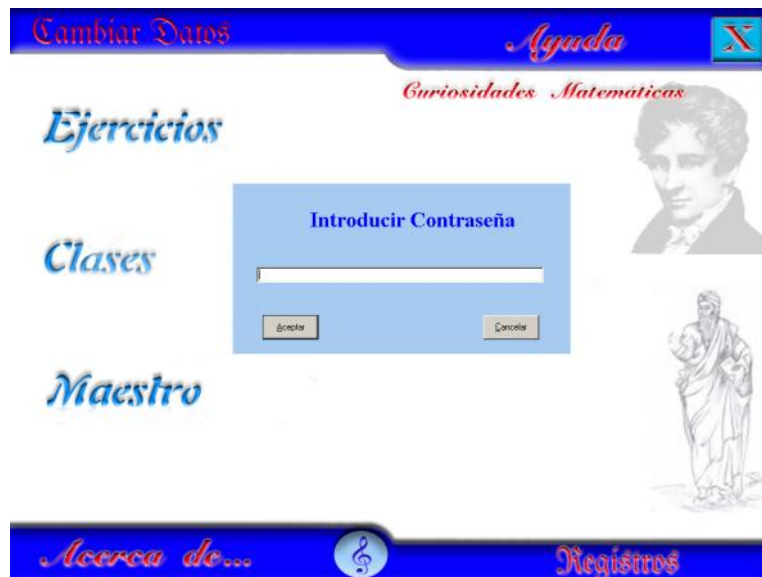 Cambiar Datos
Ayuda
X
Curiosidades Matemáticas
Ejercicios
Introducir Contraseña
Clases
Aceptar
Cancelar
Maestro
Acerca de...
Registros